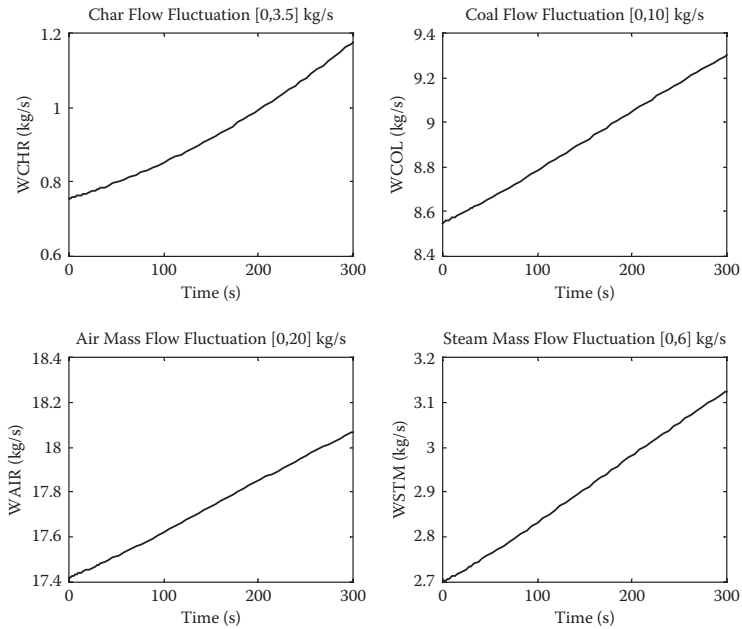 Char Flow Fluctuation [0,3.5] kg/s
1.2
1
0.8
0.6
WCHR (kg/s)
0 100 200 300
Time (s)
Coal Flow Fluctuation [0,10] kg/s
9.4
9.2
9
8.8
8.6
8.4
WCOL (kg/s)
0 100 200 300
Time (s)
Air Mass Flow Fluctuation [0,20] kg/s
18.4
18.2
18
17.8
17.6
17.4
WAIR (kg/s)
0 100 200 300
Time (s)
Steam Mass Flow Fluctuation [0,6] kg/s
3.2
3.1
3
2.9
2.8
2.7
WSTM (kg/s)
0 100 200 300
Time (s)